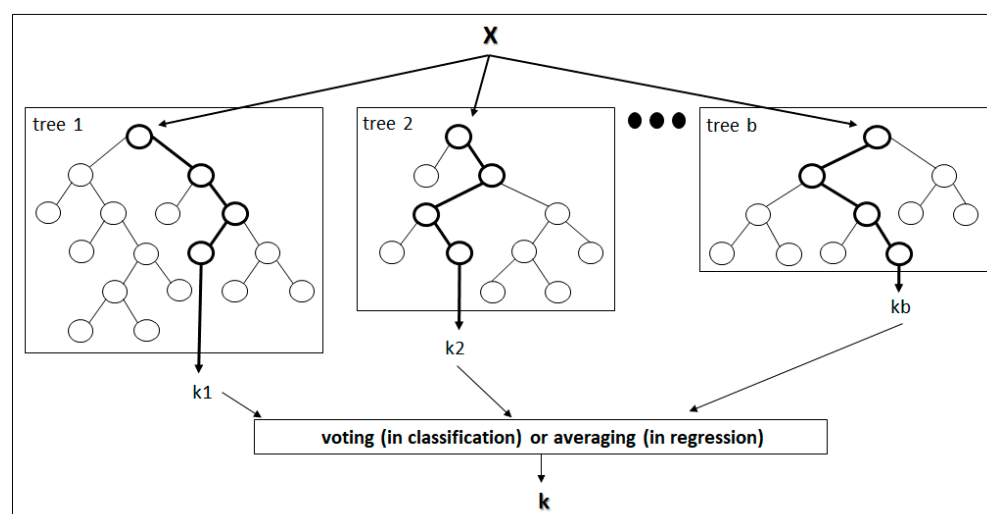 X
tree 1
tree 2
tree b
kb
k2
k1
voting (in classification) or averaging (in regression)
k